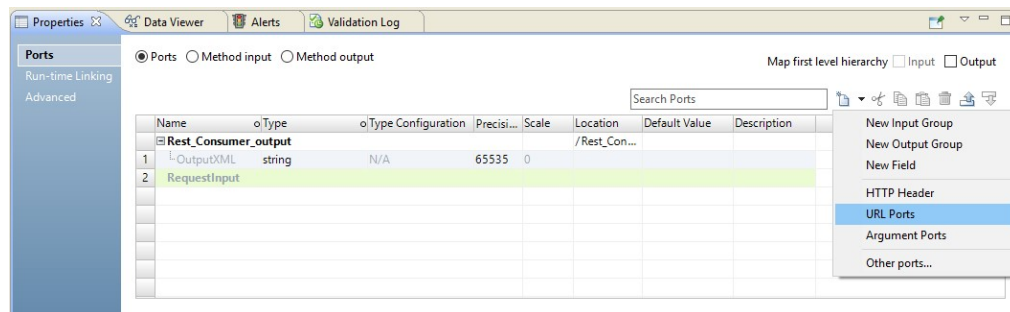 Properties Data Viewer Alerts Validation Log
Ports
Run-time Linking
Advanced
Ports Method input Method output
Map first level hierarchy Input Output
Search Ports
Name o Type o Type Configuration Precisi... Scale Location Default Value Description
Rest_Consumer_output /Rest_Con...
1 OutputXML string N/A 65535 0
2 RequestInput
New Input Group
New Output Group
New Field
HTTP Header
URL Ports
Argument Ports
Other ports...